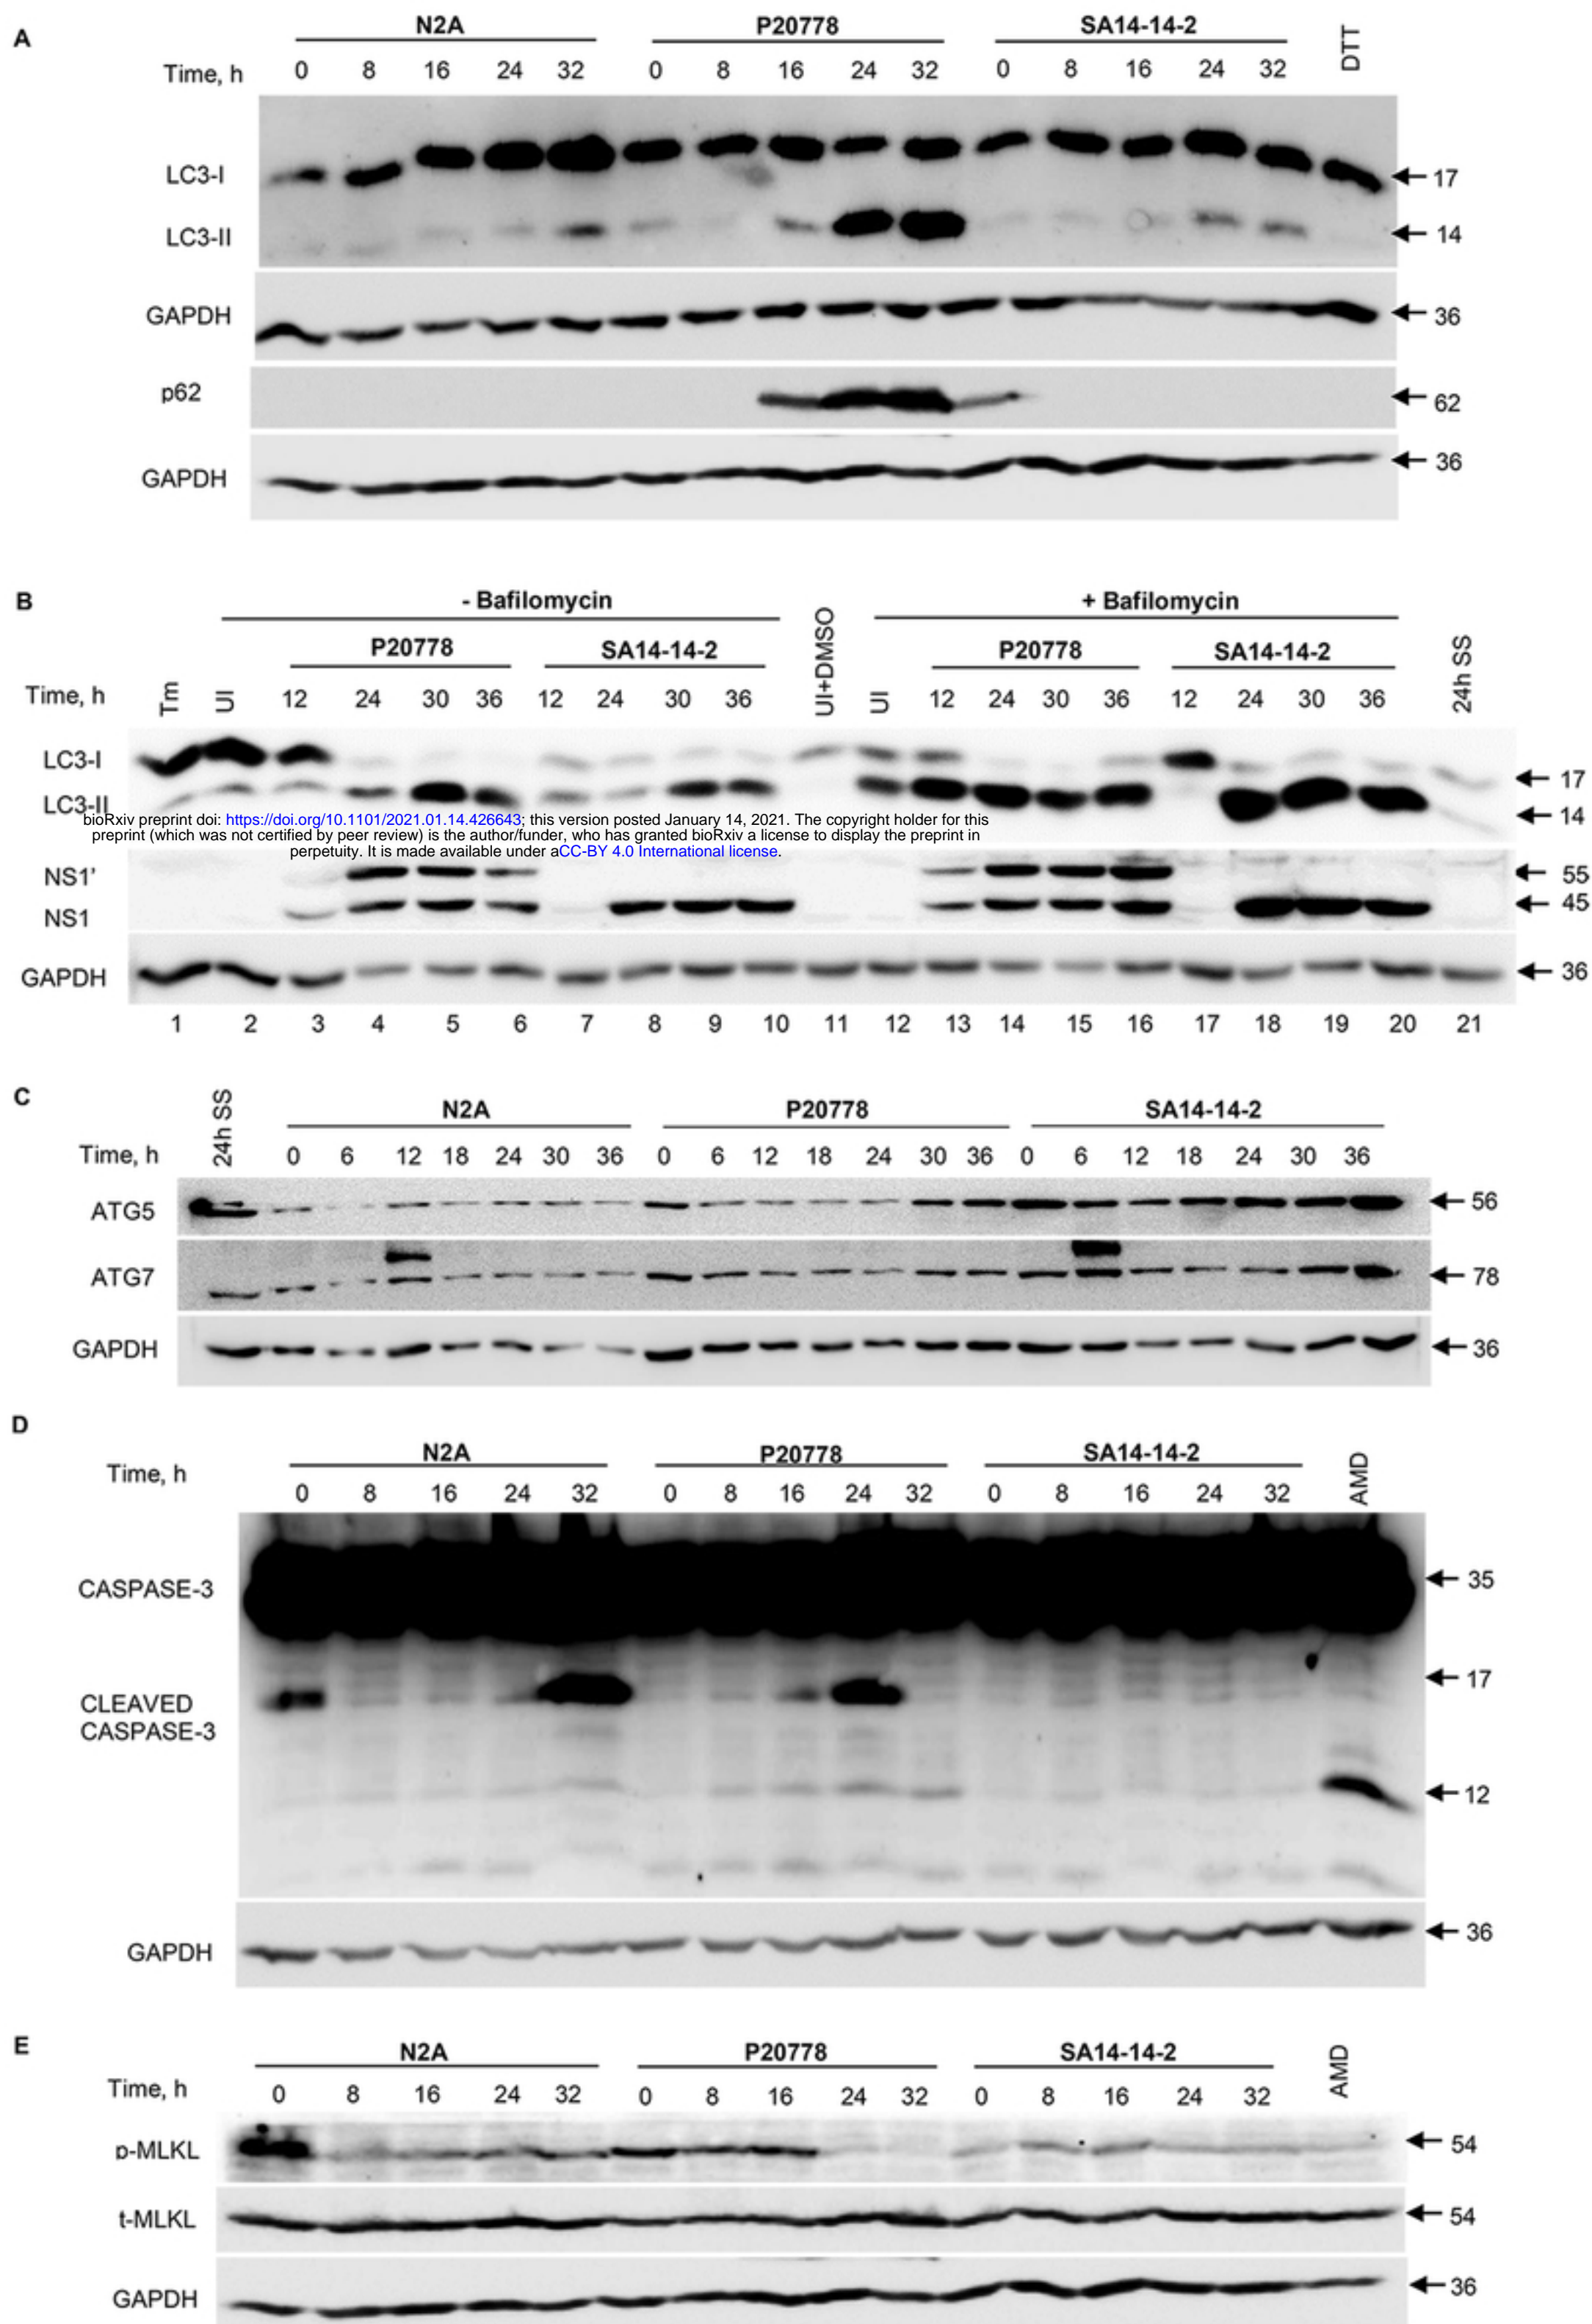 A
N2A P20778 SA14-14-2 DTT
Time, h 0 8 16 24 32 0 8 16 24 32 0 8 16 24 32
LC3-I 17
LC3-II 14
GAPDH 36
p62 62
GAPDH 36
B
- Bafilomycin + Bafilomycin
P20778 SA14-14-2 UI+DMSO P20778 SA14-14-2 24h SS
Time, h Tm UI 12 24 30 36 12 24 30 36 UI 12 24 30 36 12 24 30 36
LC3-I 17
LC3-II 14
bioRxiv preprint doi: https://doi.org/10.1101/2021.01.14.426643; this version posted January 14, 2021. The copyright holder for this
preprint (which was not certified by peer review) is the author/funder, who has granted bioRxiv a license to display the preprint in
perpetuity. It is made available under aCC-BY 4.0 International license.
NS1' 55
NS1 45
GAPDH 36
1 2 3 4 5 6 7 8 9 10 11 12 13 14 15 16 17 18 19 20 21
C
24h SS N2A P20778 SA14-14-2
Time, h 0 6 12 18 24 30 36 0 6 12 18 24 30 36 0 6 12 18 24 30 36
ATG5 56
ATG7 78
GAPDH 36
D
N2A P20778 SA14-14-2 AMD
Time, h 0 8 16 24 32 0 8 16 24 32 0 8 16 24 32
CASPASE-3 35
17
CLEAVED
CASPASE-3
12
GAPDH 36
E
N2A P20778 SA14-14-2 AMD
Time, h 0 8 16 24 32 0 8 16 24 32 0 8 16 24 32
p-MLKL 54
t-MLKL 54
GAPDH 36